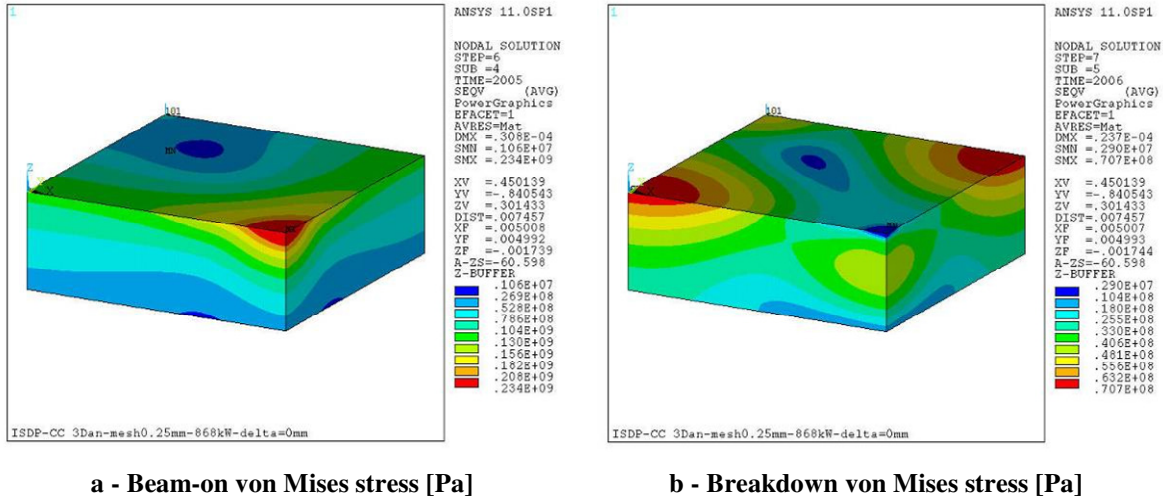 1
ANSYS 11.0SP1
NODAL SOLUTION
STEP=6
SUB =4
TIME=2005
SEQV (AVG)
PowerGraphics
EFACET=1
AVRES=Mat
DMX =.308E-04
SMN =.106E+07
SMX =.234E+09
XV =.450139
YV =-.840543
ZV =.301433
DIST=.007457
XF =.005008
YF =.004992
ZF =-.001739
A-ZS=-60.598
Z-BUFFER
.106E+07
.269E+08
.528E+08
.786E+08
.104E+09
.130E+09
.156E+09
.182E+09
.208E+09
.234E+09
101
MN
Z
X
MX
ISDP-CC 3Dan-mesh0.25mm-868kW-delta=0mm
a - Beam-on von Mises stress [Pa]
1
ANSYS 11.0SP1
NODAL SOLUTION
STEP=7
SUB =5
TIME=2006
SEQV (AVG)
PowerGraphics
EFACET=1
AVRES=Mat
DMX =.237E-04
SMN =.290E+07
SMX =.707E+08
XV =.450139
YV =-.840543
ZV =.301433
DIST=.007457
XF =.005007
YF =.004993
ZF =-.001744
A-ZS=-60.598
Z-BUFFER
.290E+07
.104E+08
.180E+08
.255E+08
.330E+08
.406E+08
.481E+08
.556E+08
.632E+08
.707E+08
101
Z
X
ISDP-CC 3Dan-mesh0.25mm-868kW-delta=0mm
b - Breakdown von Mises stress [Pa]